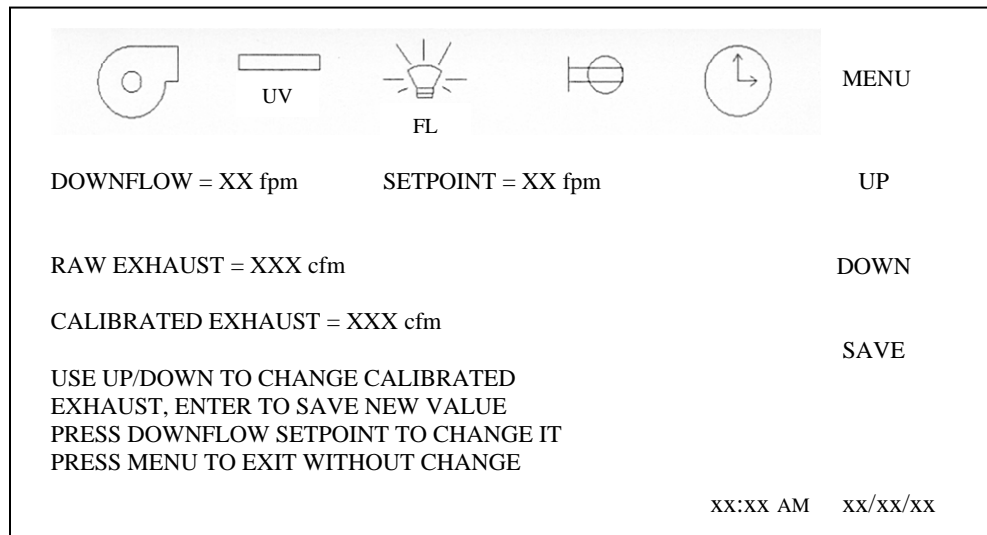 UV
FL
MENU
DOWNFLOW = XX fpm SETPOINT = XX fpm UP
RAW EXHAUST = XXX cfm DOWN
CALIBRATED EXHAUST = XXX cfm
SAVE
USE UP/DOWN TO CHANGE CALIBRATED
EXHAUST, ENTER TO SAVE NEW VALUE
PRESS DOWNFLOW SETPOINT TO CHANGE IT
PRESS MENU TO EXIT WITHOUT CHANGE
xx:xx AM xx/xx/xx